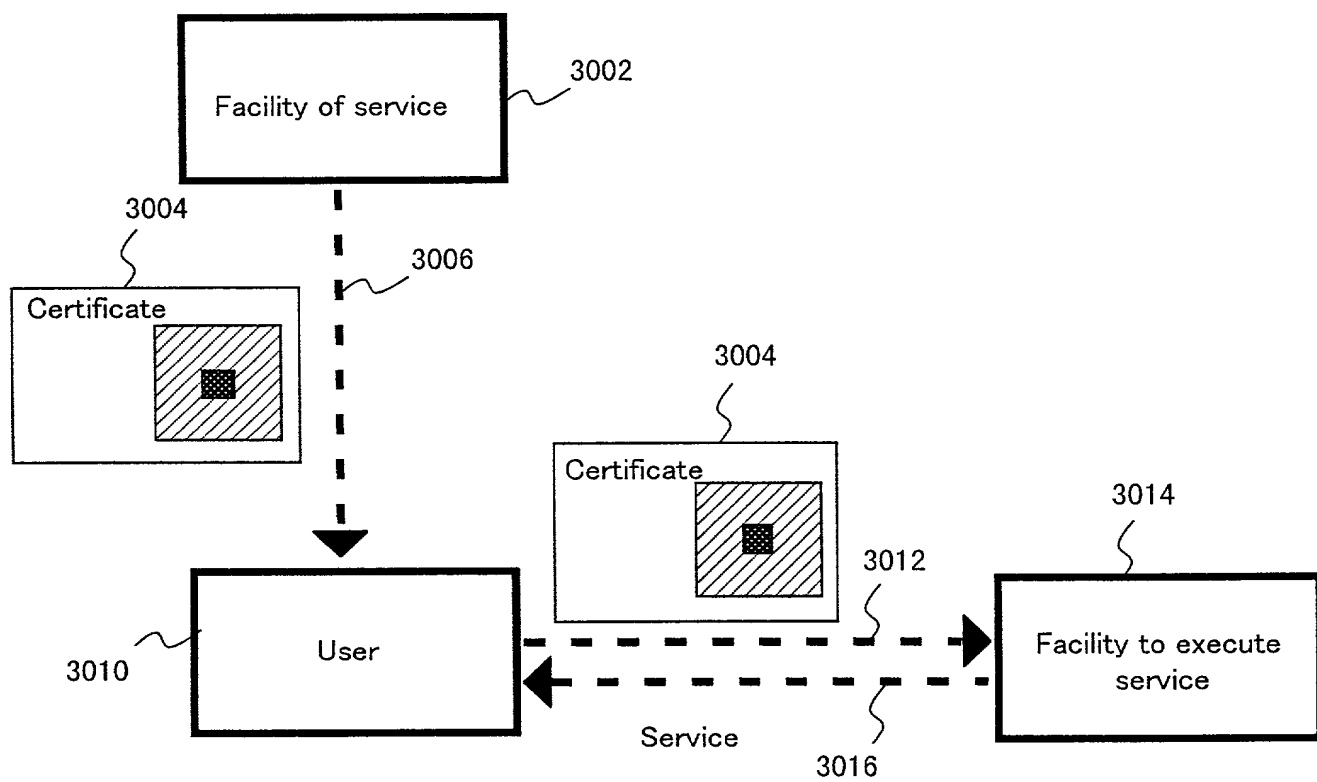 Facility of service
3002
3004
3006
Certificate
3004
Certificate
3014
3012
User
3010
Facility to execute
service
Service
3016